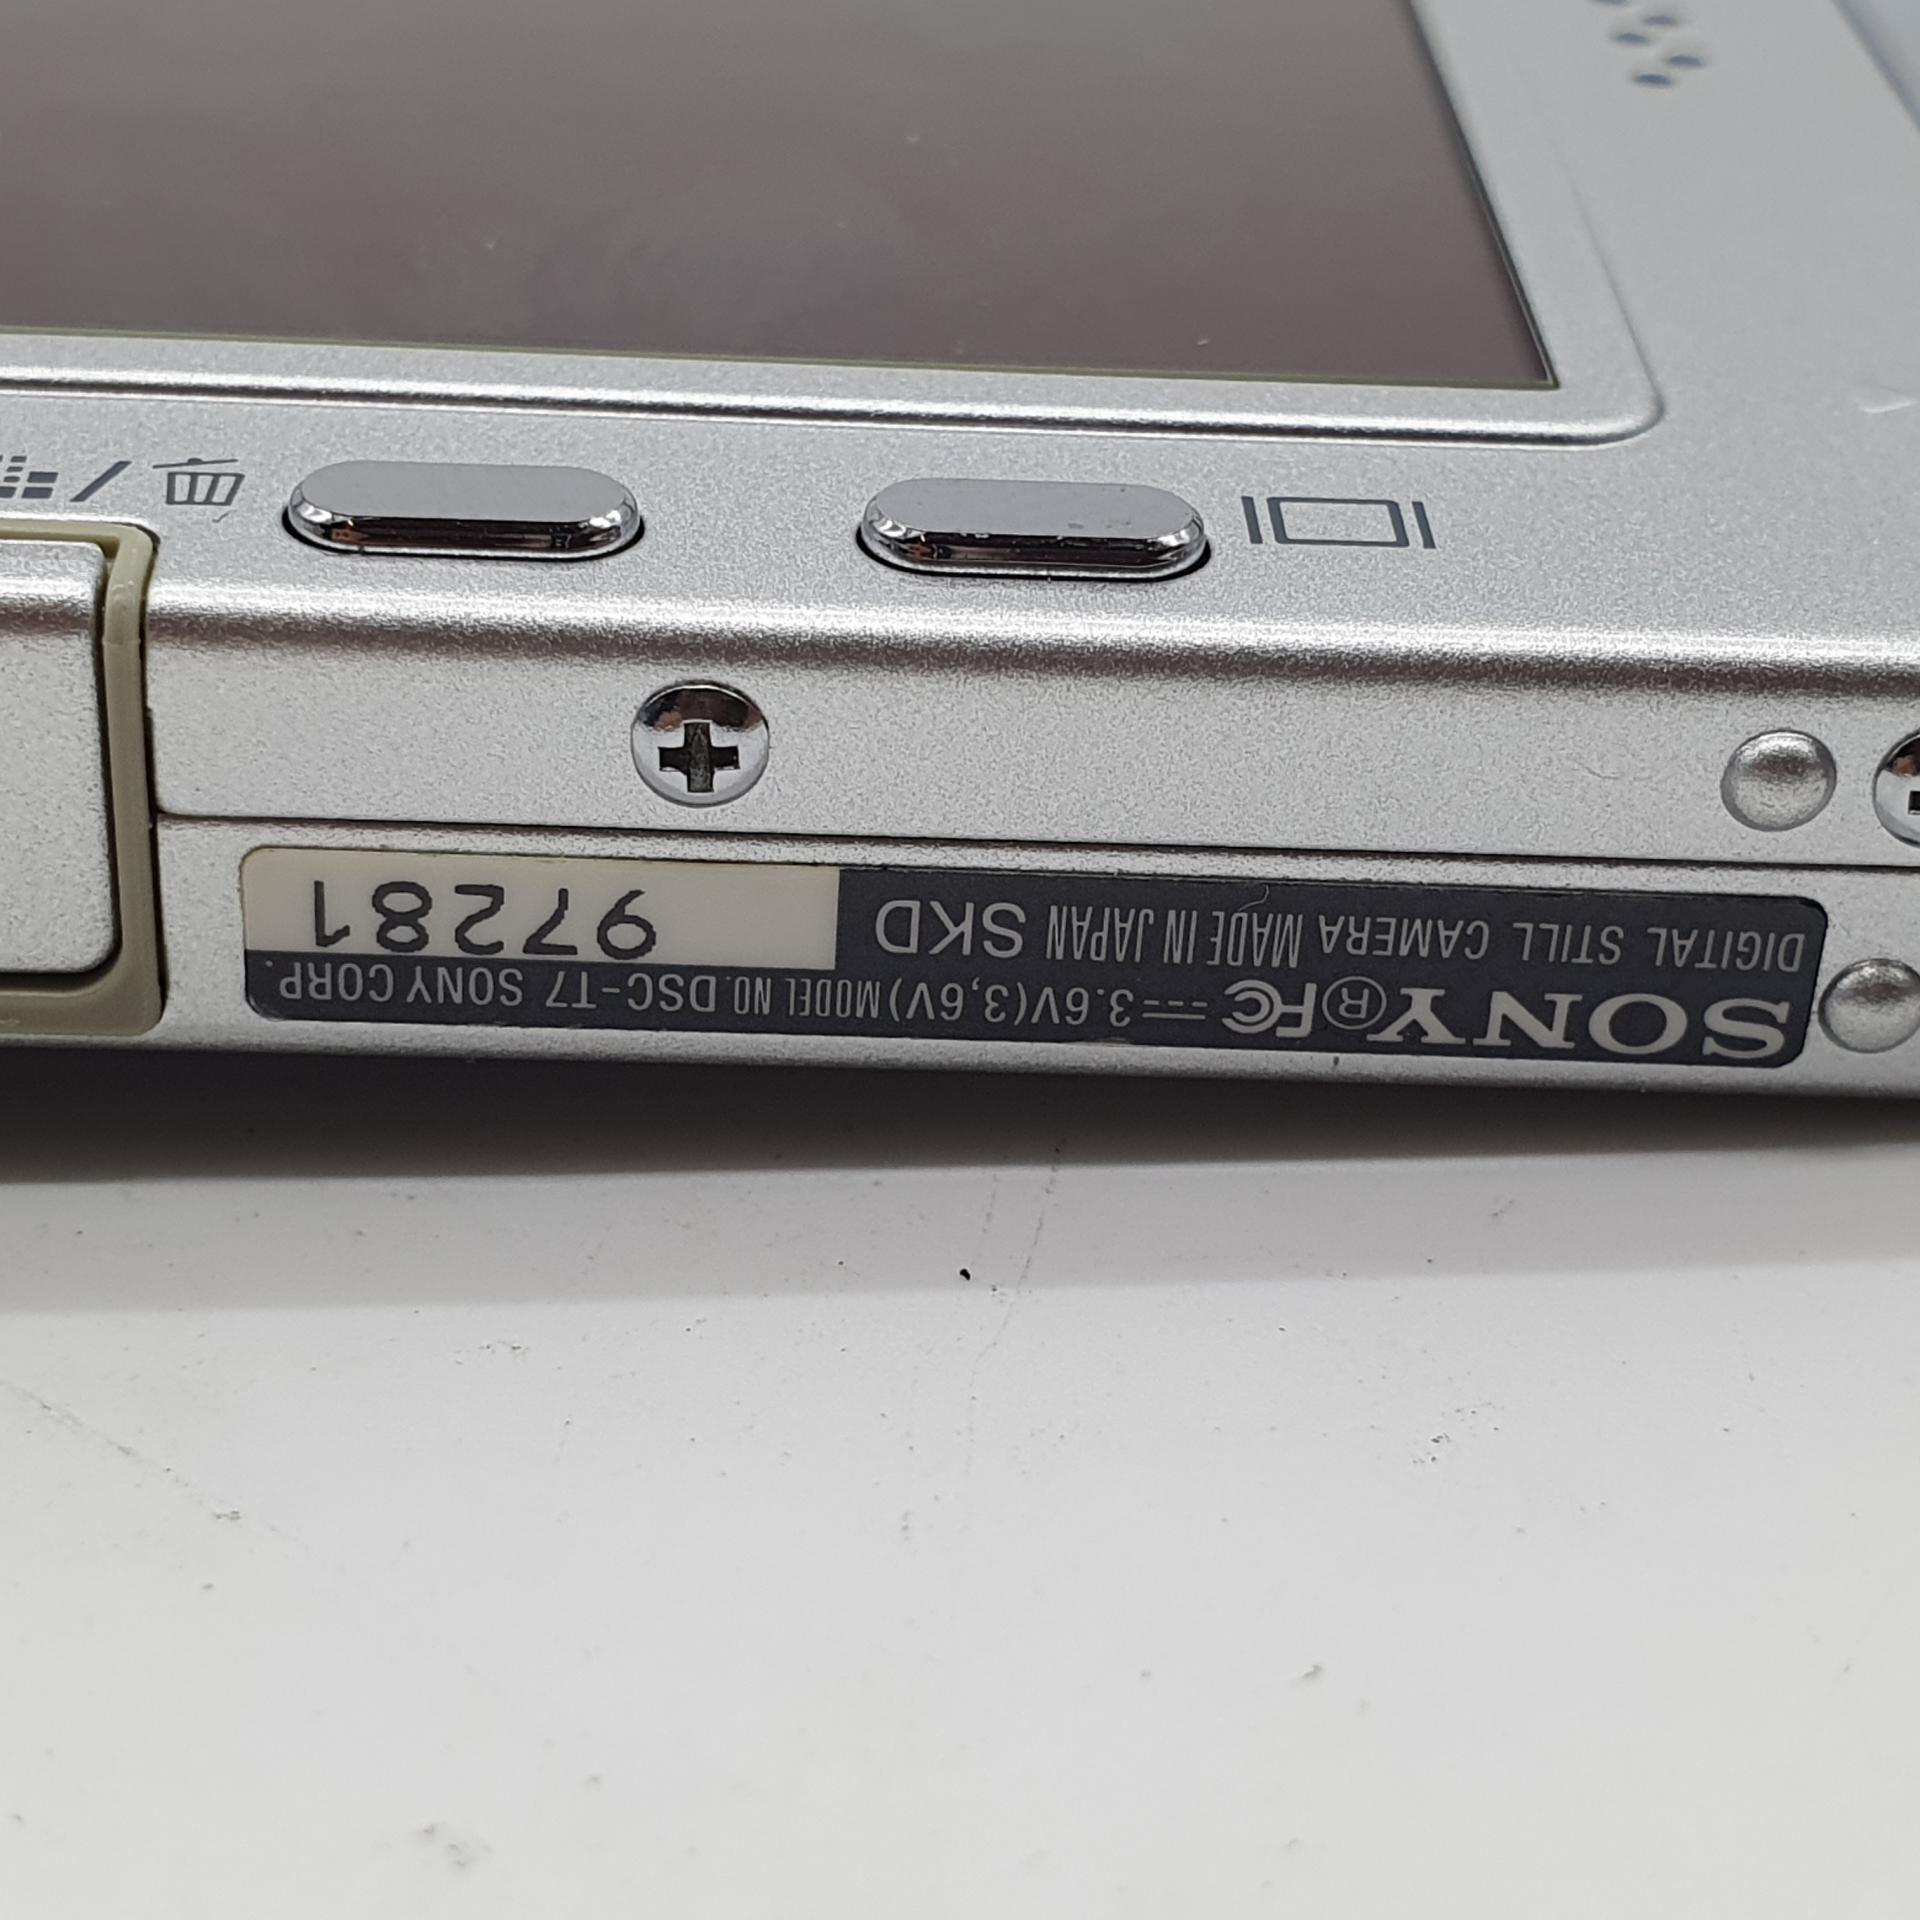 SONY® FC ⎓ 3.6V(3,6V) MODEL NO.DSC-T7 SONY CORP.
DIGITAL STILL CAMERA MADE IN JAPAN SKD 97281